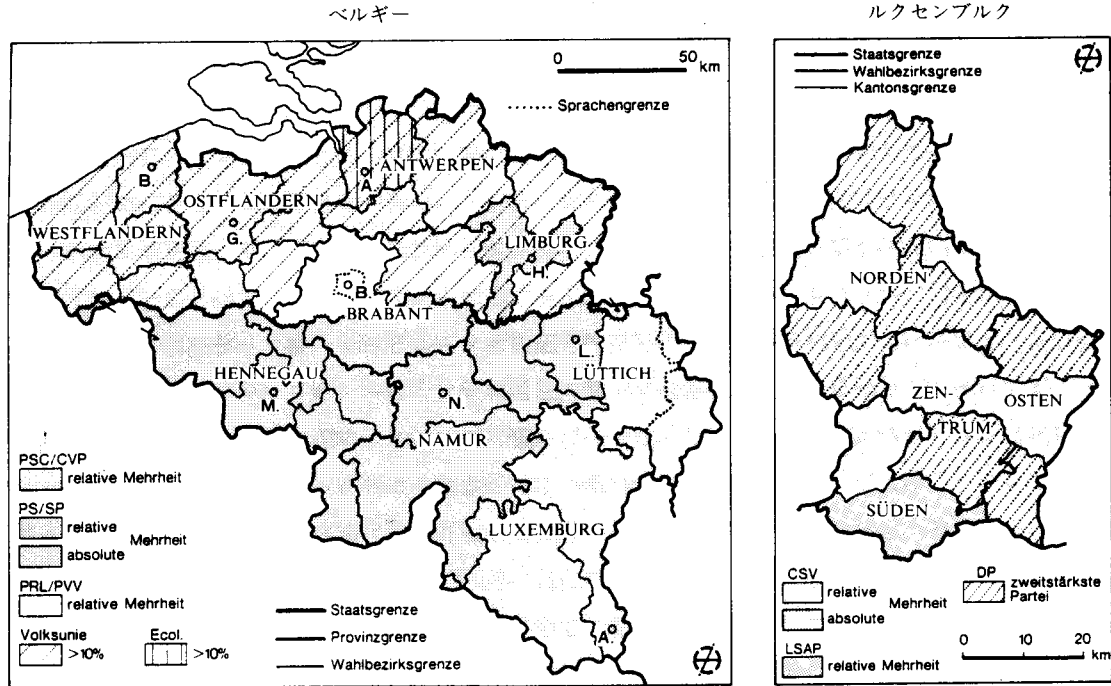 ベルギー
0 50
km
Sprachengrenze
ANTWERPEN
B.
A.
OSTFLANDERN
WESTFLANDERN
G.
LIMBURG
H.
B.
BRABANT
HENNEGAU
L.
LÜTTICH
M.
N.
NAMUR
LUXEMBURG
A.
PSC/CVP
relative Mehrheit
PS/SP
relative
Mehrheit
absolute
PRL/PVV
relative Mehrheit
Volksunie Ecol.
>10% >10%
Staatsgrenze
Provinzgrenze
Wahlbezirksgrenze
ルクセンブルク
Staatsgrenze
Wahlbezirksgrenze
Kantonsgrenze
NORDEN
ZEN-
OSTEN
TRUM
SÜDEN
CSV
relative
Mehrheit
absolute
DP
zweitstärkste
Partei
LSAP
relative Mehrheit
0 10 20
km